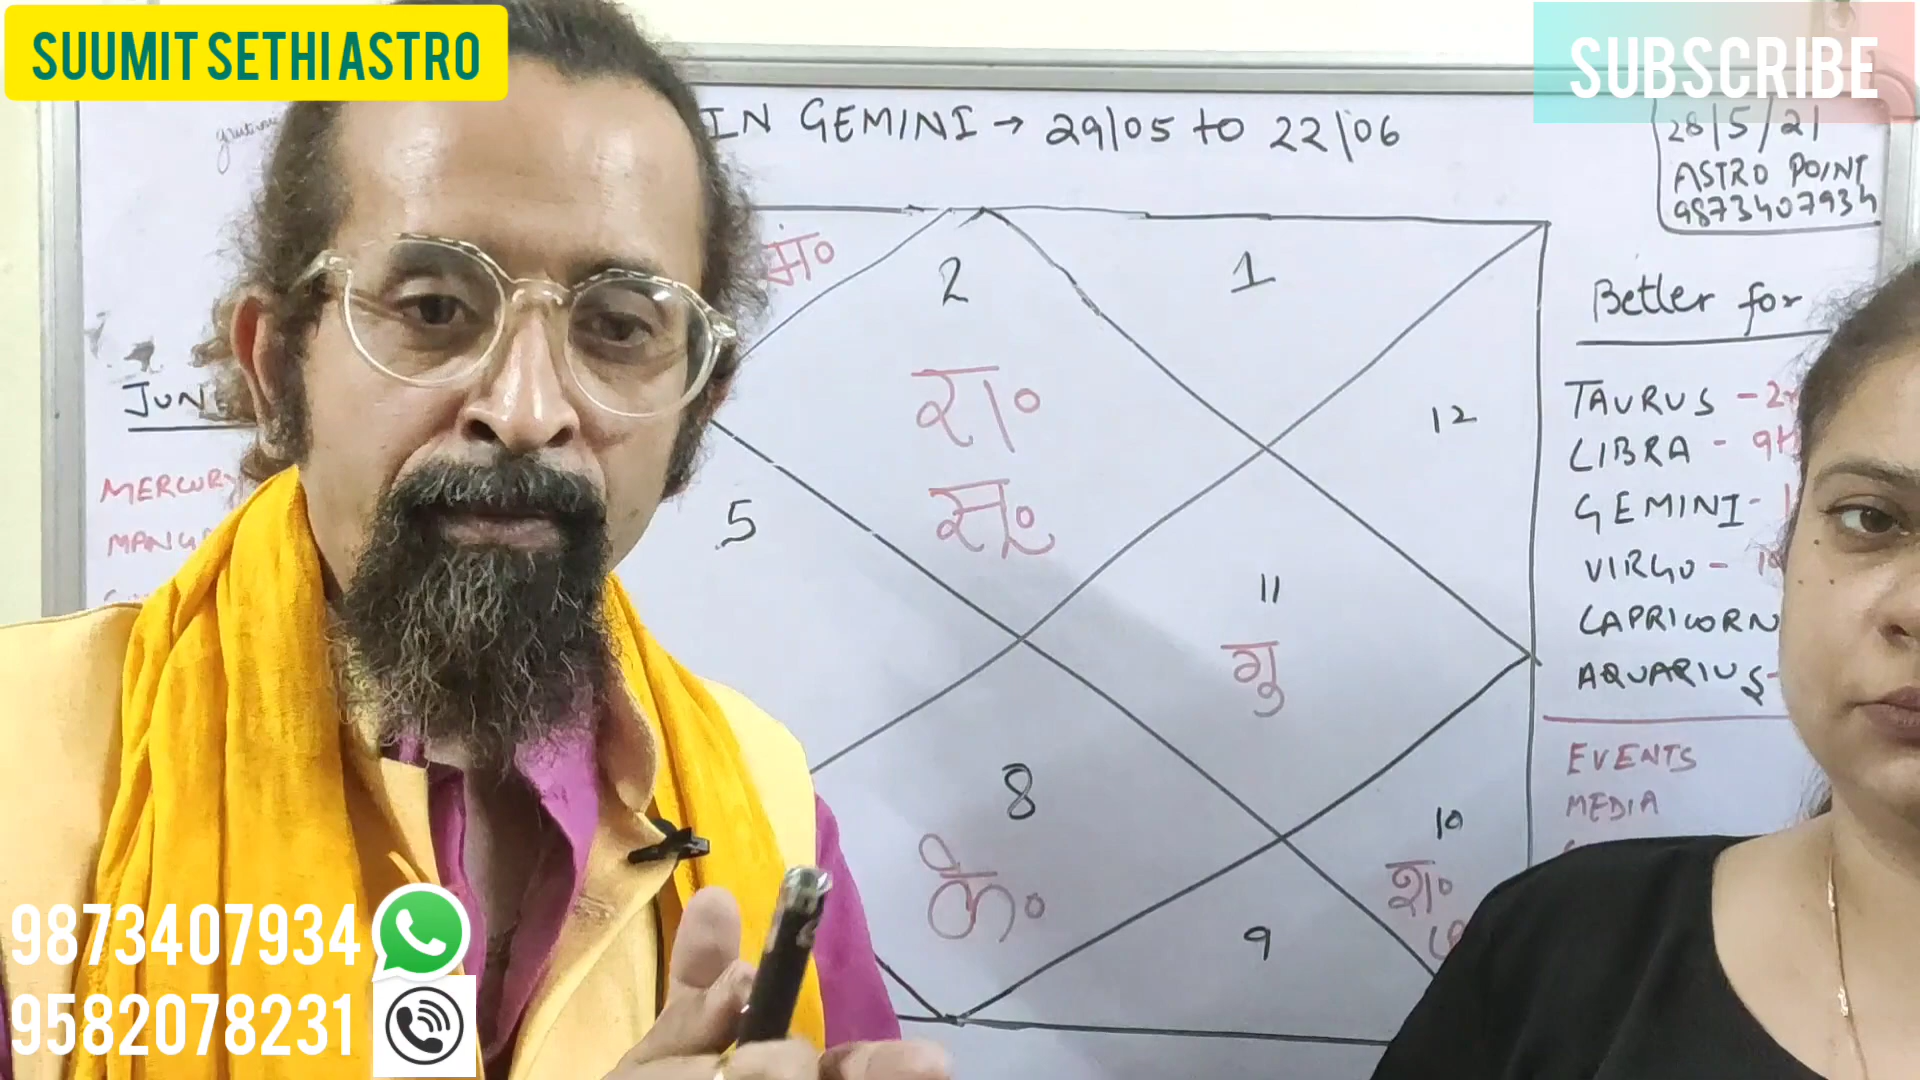 SUUMIT SETHI ASTRO
SUBSCRIBE
IN GEMINI → 29/05 to 22/06
28/5/21
ASTRO POINT
9873407934
मं०
2
1
12
रा०
सू०
5
11
गु
8
के०
10
श०
9
JUNE
MERCURY
Better for
TAURUS -
LIBRA -
GEMINI -
VIRGO -
CAPRICORN
AQUARIUS -
EVENTS
MEDIA
9873407934
9582078231